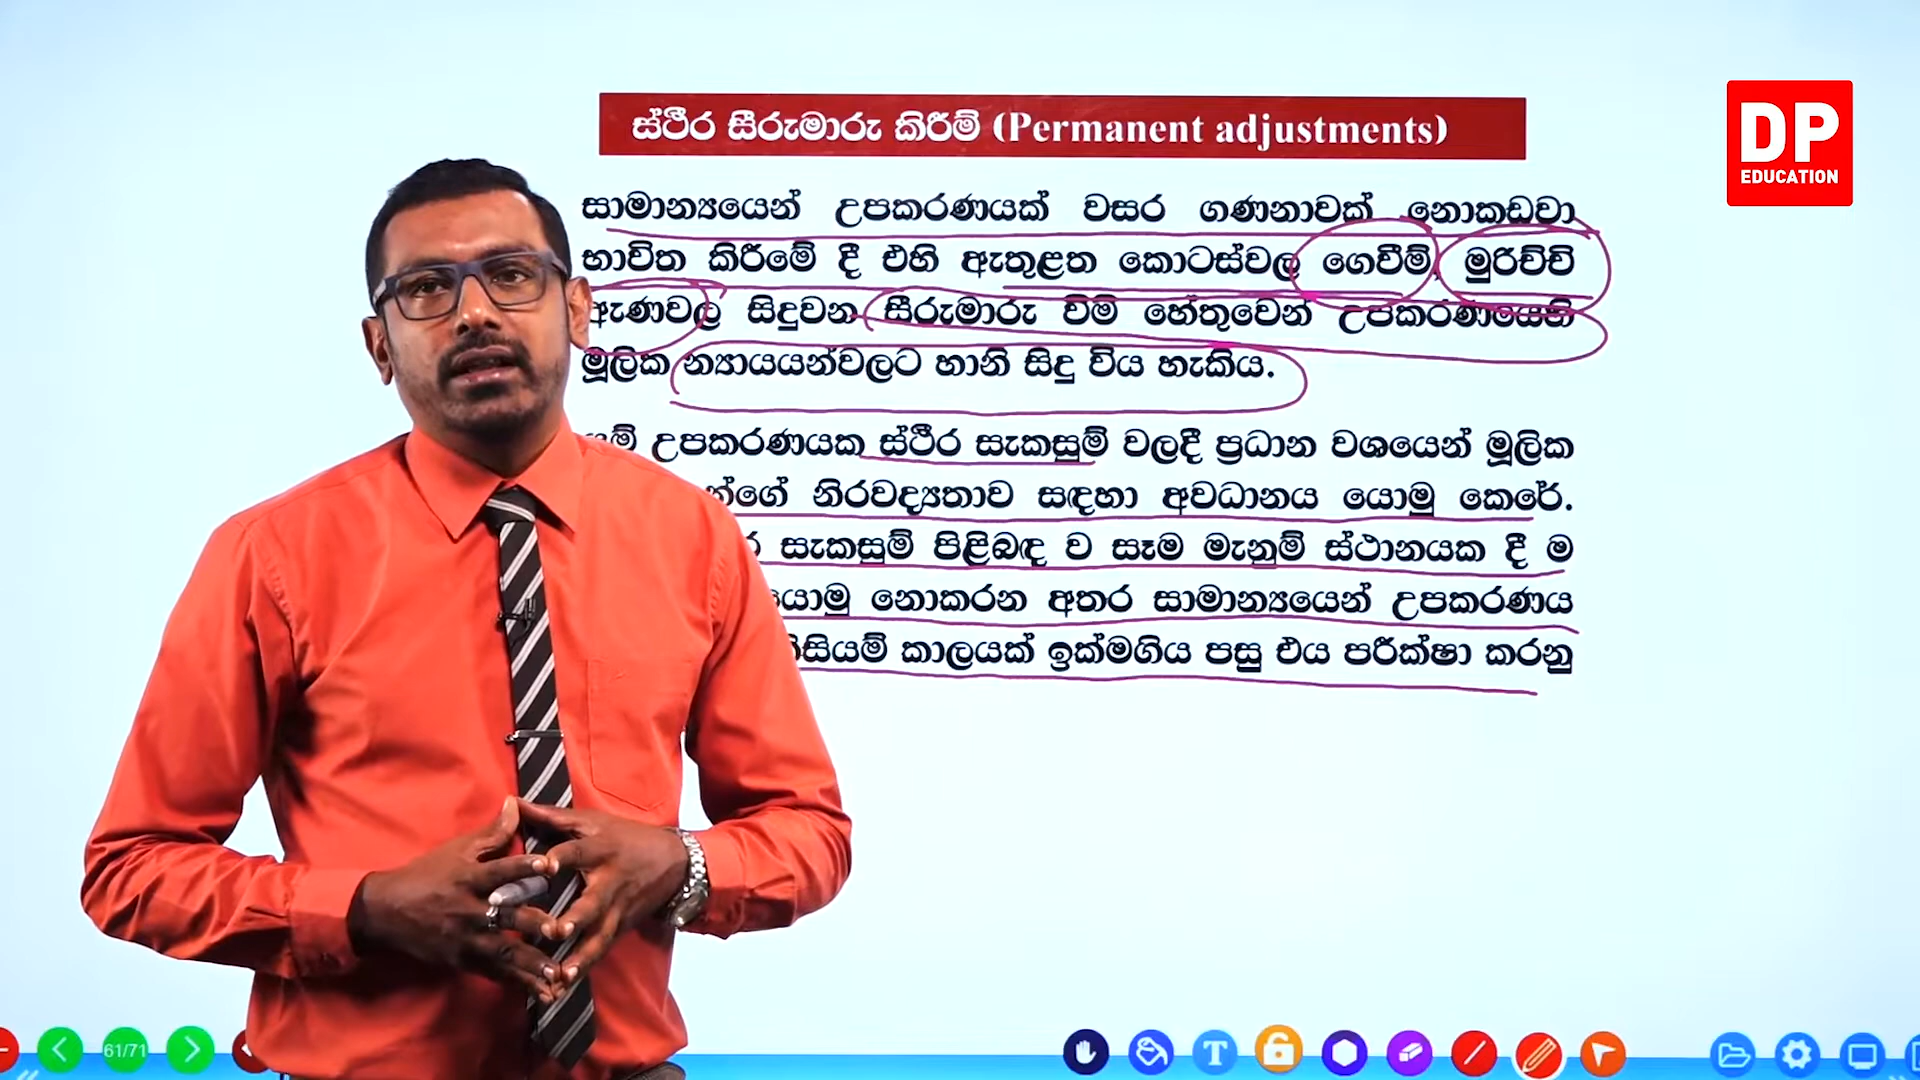 ස්ථීර සීරුමාරු කිරීම් (Permanent adjustments)
DP
EDUCATION
සාමාන්‍යයෙන් උපකරණයක් වසර ගණනාවක් නොකඩවා
භාවිත කිරීමේ දී එහි ඇතුළත කොටස්වල ගෙවීම්, මුරිච්චි
ඇණවල සිදුවන සීරුමාරු වීම් හේතුවෙන් උපකරණයෙහි
මූලික න්‍යායයන්වලට හානි සිදු විය හැකිය.
උපකරණයක ස්ථීර සැකසුම් වලදී ප්‍රධාන වශයෙන් මූලික
නිරවද්‍යතාව සඳහා අවධානය යොමු කෙරේ.
සැකසුම් පිළිබඳ ව සෑම මැනුම් ස්ථානයක දී ම
යොමු නොකරන අතර සාමාන්‍යයෙන් උපකරණය
කාලයක් ඉක්මගිය පසු එය පරීක්ෂා කරනු
61/71